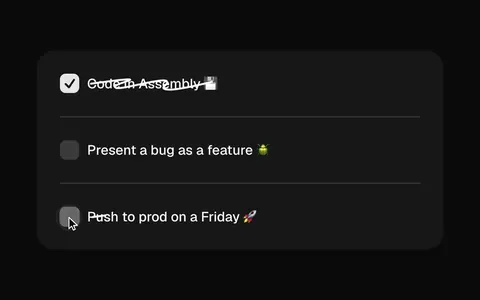 Code in Assembly 💾
Present a bug as a feature 🪲
Push to prod on a Friday 🚀